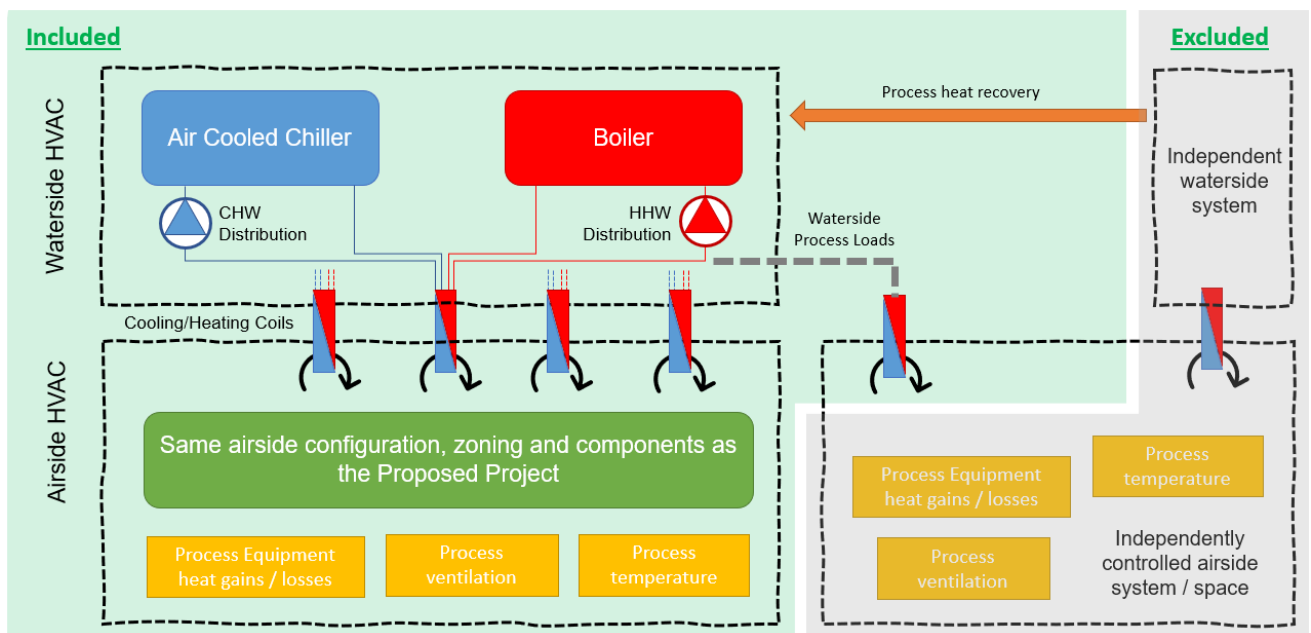 Included
Excluded
Waterside HVAC
Air Cooled Chiller
Boiler
Process heat recovery
Independent
waterside
system
CHW
Distribution
HHW
Distribution
Waterside
Process Loads
Cooling/Heating Coils
Airside HVAC
Same airside configuration, zoning and components as
the Proposed Project
Process Equipment
heat gains / losses
Process
ventilation
Process
temperature
Process Equipment
heat gains / losses
Process
temperature
Process
ventilation
Independently
controlled airside
system / space